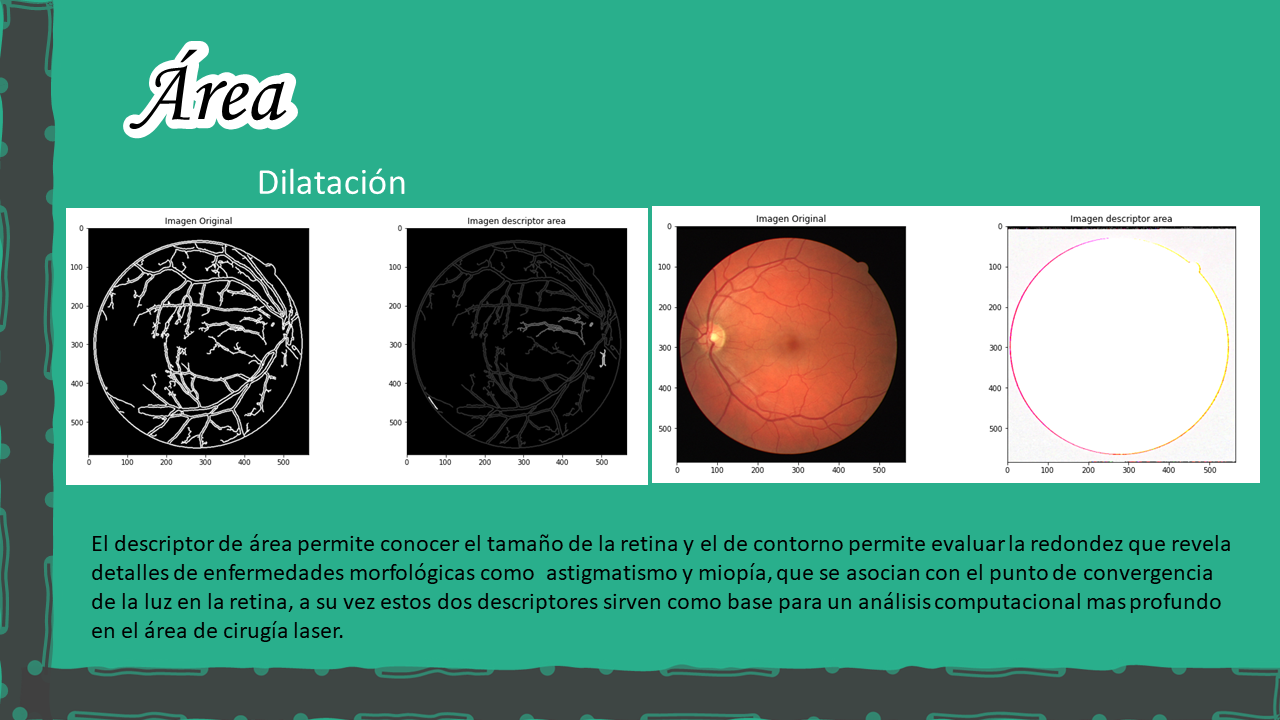 Área
Dilatación
Imagen Original
Imagen descriptor area
0
100
200
300
400
500
0 100 200 300 400 500
0
100
200
300
400
500
0 100 200 300 400 500
Imagen Original
Imagen descriptor area
0
100
200
300
400
500
0 100 200 300 400 500
0
100
200
300
400
500
0 100 200 300 400 500
El descriptor de área permite conocer el tamaño de la retina y el de contorno permite evaluar la redondez que revela
detalles de enfermedades morfológicas como astigmatismo y miopía, que se asocian con el punto de convergencia
de la luz en la retina, a su vez estos dos descriptores sirven como base para un análisis computacional mas profundo
en el área de cirugía laser.